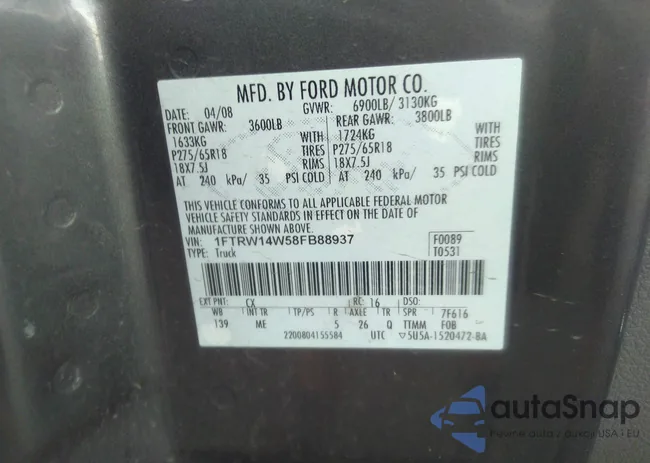 MFD. BY FORD MOTOR CO.
DATE: 04/08 GVWR: 6900LB/ 3130KG
FRONT GAWR: 3600LB REAR GAWR: 3800LB
1633KG WITH 1724KG WITH
P275/65R18 TIRES P275/65R18 TIRES
18X7.5J RIMS 18X7.5J RIMS
AT 240 kPa/ 35 PSI COLD AT 240 kPa/ 35 PSI COLD
THIS VEHICLE CONFORMS TO ALL APPLICABLE FEDERAL MOTOR
VEHICLE SAFETY STANDARDS IN EFFECT ON THE DATE OF
MANUFACTURE SHOWN ABOVE.
VIN: 1FTRW14W58FB88937 F0089
TYPE: Truck T0531
EXT PNT: CX RC: 16 DSO:
WB INT TR TP/PS R AXLE TR SPR 7F616
139 ME 5 26 Q TTMM FOB
2200804155584 UTC ▽5U5A-1520472-BA
autaSnap
USA i EU